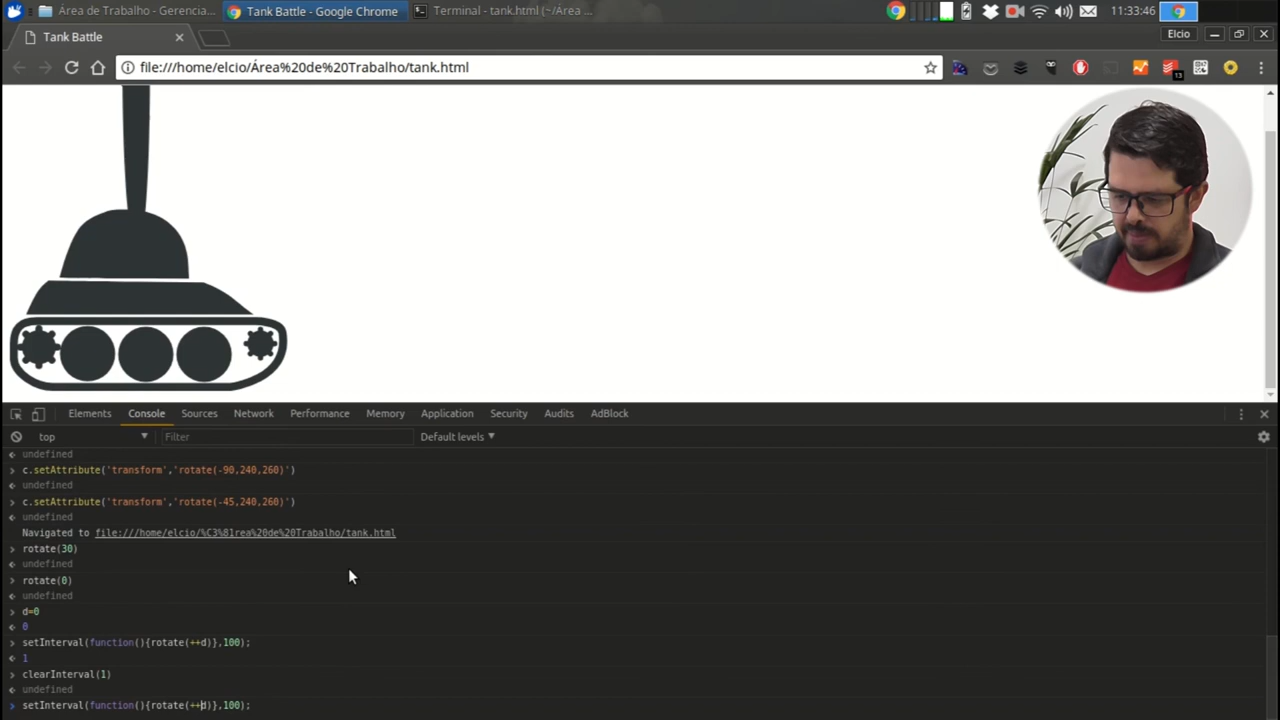 Área de Trabalho - Gerencia... Tank Battle - Google Chrome Terminal - tank.html (~/Área ... 11:33:46
Tank Battle Elcio
file:///home/elcio/Área%20de%20Trabalho/tank.html 13
Elements Console Sources Network Performance Memory Application Security Audits AdBlock
top Filter Default levels
undefined
c.setAttribute('transform','rotate(-90,240,260)')
undefined
c.setAttribute('transform','rotate(-45,240,260)')
undefined
Navigated to file:///home/elcio/%C3%81rea%20de%20Trabalho/tank.html
rotate(30)
undefined
rotate(0)
undefined
d=0
0
setInterval(function(){rotate(++d)},100);
1
clearInterval(1)
undefined
setInterval(function(){rotate(++d)},100);